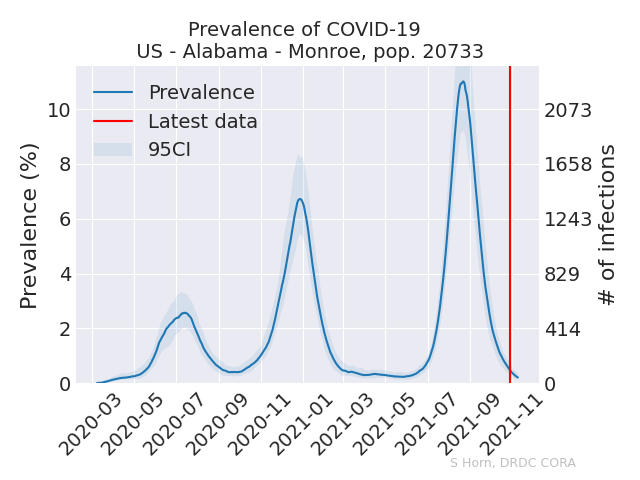 Prevalence of COVID-19
US - Alabama - Monroe, pop. 20733
Prevalence
Latest data
95CI
Prevalence (%)
10
8
6
4
2
0
# of infections
2073
1658
1243
829
414
0
2020-03
2020-05
2020-07
2020-09
2020-11
2021-01
2021-03
2021-05
2021-07
2021-09
2021-11
S Horn, DRDC CORA